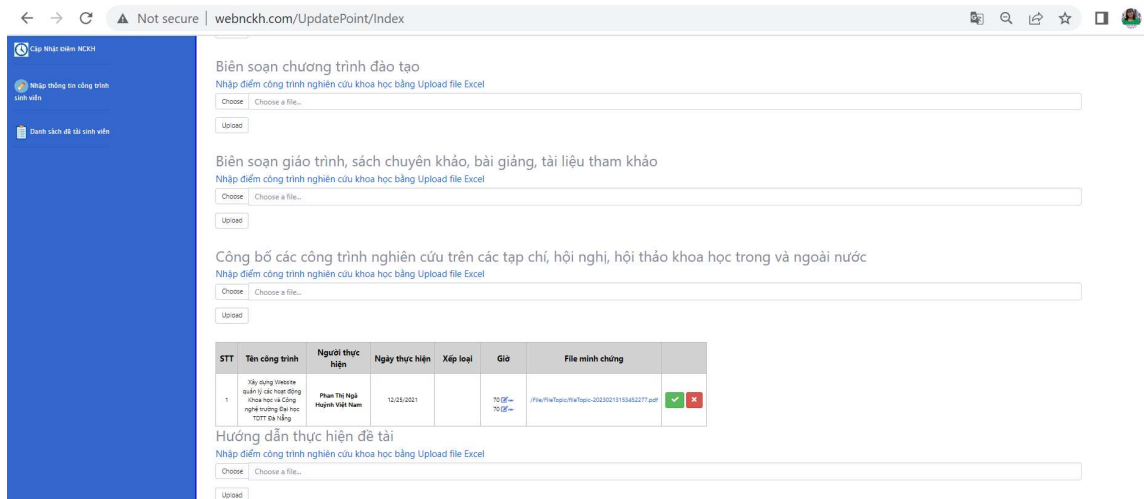 Not secure webnckh.com/UpdatePoint/Index
Cập Nhật Điểm NCKH
Nhập thông tin công trình
sinh viên
Danh sách đề tài sinh viên
Biên soạn chương trình đào tạo
Nhập điểm công trình nghiên cứu khoa học bằng Upload file Excel
Choose Choose a file...
Upload
Biên soạn giáo trình, sách chuyên khảo, bài giảng, tài liệu tham khảo
Nhập điểm công trình nghiên cứu khoa học bằng Upload file Excel
Choose Choose a file...
Upload
Công bố các công trình nghiên cứu trên các tạp chí, hội nghị, hội thảo khoa học trong và ngoài nước
Nhập điểm công trình nghiên cứu khoa học bằng Upload file Excel
Choose Choose a file...
Upload
STT Tên công trình Người thực hiện Ngày thực hiện Xếp loại Giờ File minh chứng
1
Xây dựng Website
quản lý các hoạt động
Khoa học và Công
nghệ trường Đại học
TDTT Đà Nẵng
Phan Thị Ngà
Huỳnh Việt Nam
12/25/2021
70
70
/File/FileTopic/fileTopic-20230213153452277.pdf
Hướng dẫn thực hiện đề tài
Nhập điểm công trình nghiên cứu khoa học bằng Upload file Excel
Choose Choose a file...
Upload